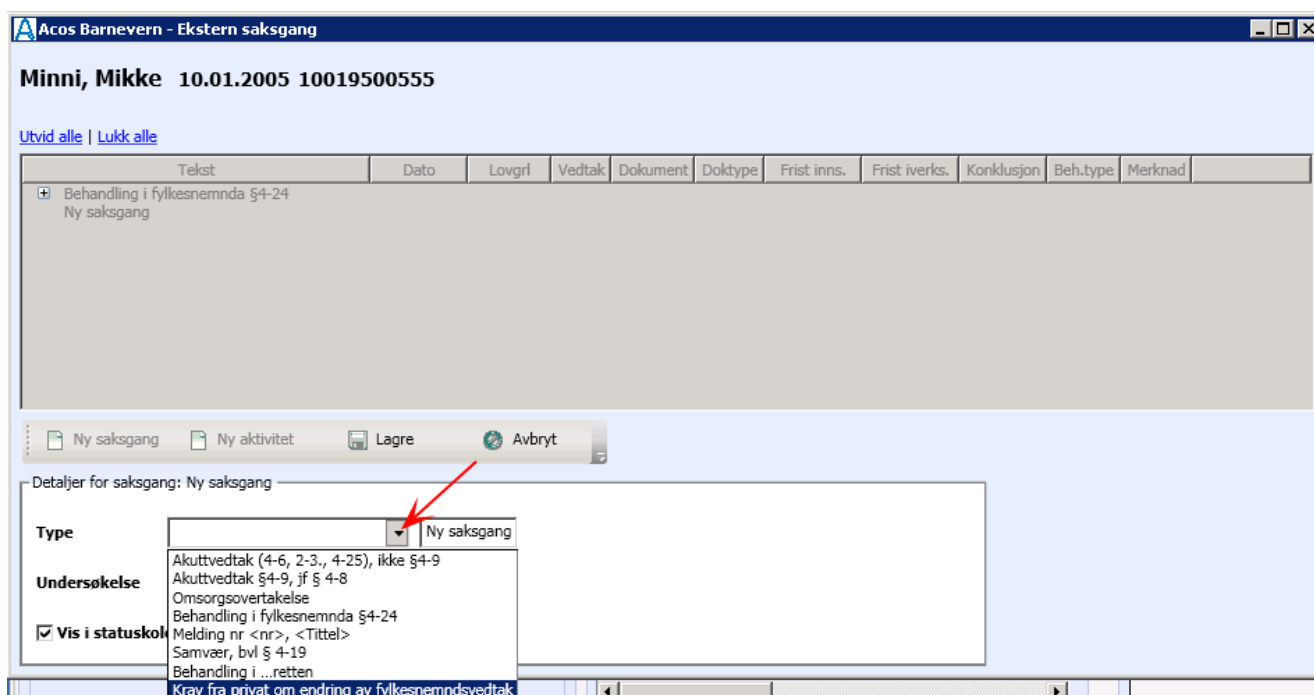 Acos Barnevern - Ekstern saksgang
Minni, Mikke 10.01.2005 10019500555
Utvid alle | Lukk alle
Tekst Dato Lovgrl Vedtak Dokument Doktype Frist inns. Frist iverks. Konklusjon Beh.type Merknad
Behandling i fylkesnemnda §4-24
Ny saksgang
Ny saksgang Ny aktivitet Lagre Avbryt
Detaljer for saksgang: Ny saksgang
Type Ny saksgang
Akuttvedtak (4-6, 2-3., 4-25), ikke §4-9
Akuttvedtak §4-9, jf § 4-8
Undersøkelse
Omsorgsovertakelse
Behandling i fylkesnemnda §4-24
Vis i statuskol
Melding nr <nr>, <Tittel>
Samvær, bvl § 4-19
Behandling i ...retten
Krav fra privat om endring av fylkesnemndsvedtak